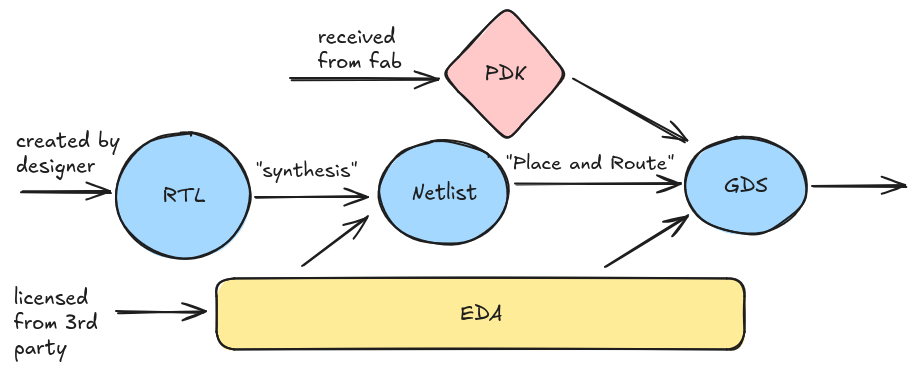 received
from fab
PDK
created by
designer
RTL
"synthesis"
Netlist
"Place and Route"
GDS
licensed
from 3rd
party
EDA